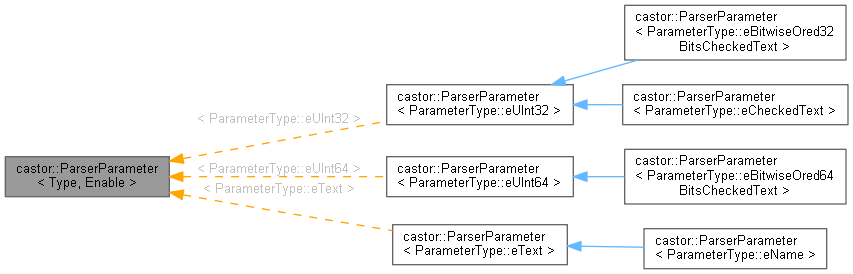 castor::ParserParameter
< ParameterType::eBitwiseOred32
BitsCheckedText >
castor::ParserParameter
< ParameterType::eUInt32 >
castor::ParserParameter
< ParameterType::eCheckedText >
< ParameterType::eUInt32 >
castor::ParserParameter
< Type, Enable >
< ParameterType::eUInt64 >
castor::ParserParameter
< ParameterType::eUInt64 >
castor::ParserParameter
< ParameterType::eBitwiseOred64
BitsCheckedText >
< ParameterType::eText >
castor::ParserParameter
< ParameterType::eText >
castor::ParserParameter
< ParameterType::eName >